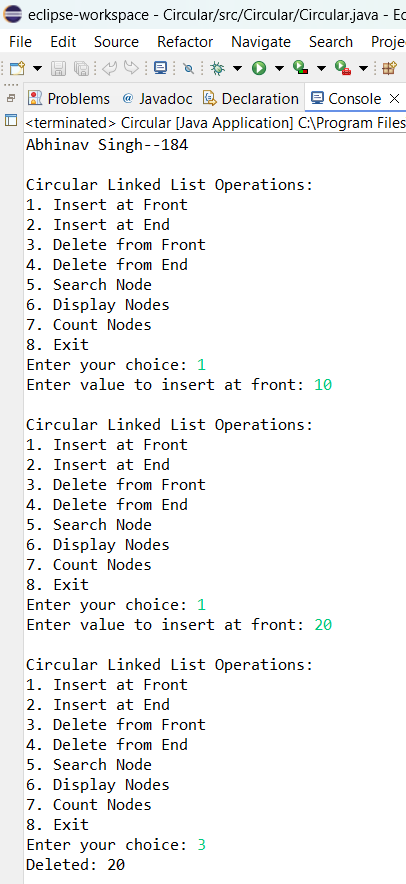 eclipse-workspace - Circular/src/Circular/Circular.java - Ec
File Edit Source Refactor Navigate Search Proje
Problems @ Javadoc Declaration Console
<terminated> Circular [Java Application] C:\Program Files
Abhinav Singh--184

Circular Linked List Operations:
1. Insert at Front
2. Insert at End
3. Delete from Front
4. Delete from End
5. Search Node
6. Display Nodes
7. Count Nodes
8. Exit
Enter your choice: 1
Enter value to insert at front: 10

Circular Linked List Operations:
1. Insert at Front
2. Insert at End
3. Delete from Front
4. Delete from End
5. Search Node
6. Display Nodes
7. Count Nodes
8. Exit
Enter your choice: 1
Enter value to insert at front: 20

Circular Linked List Operations:
1. Insert at Front
2. Insert at End
3. Delete from Front
4. Delete from End
5. Search Node
6. Display Nodes
7. Count Nodes
8. Exit
Enter your choice: 3
Deleted: 20